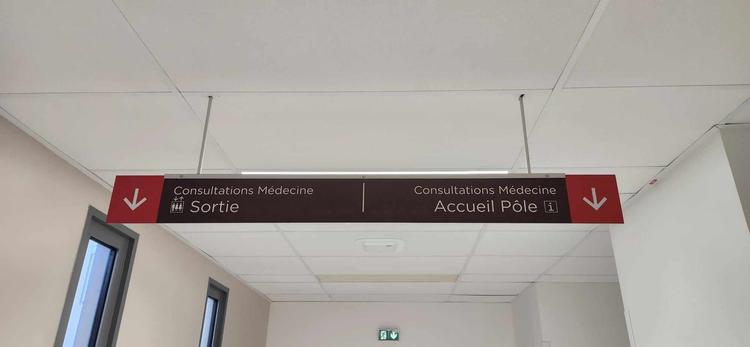 Consultations Médecine
Sortie
Consultations Médecine
Accueil Pôle i